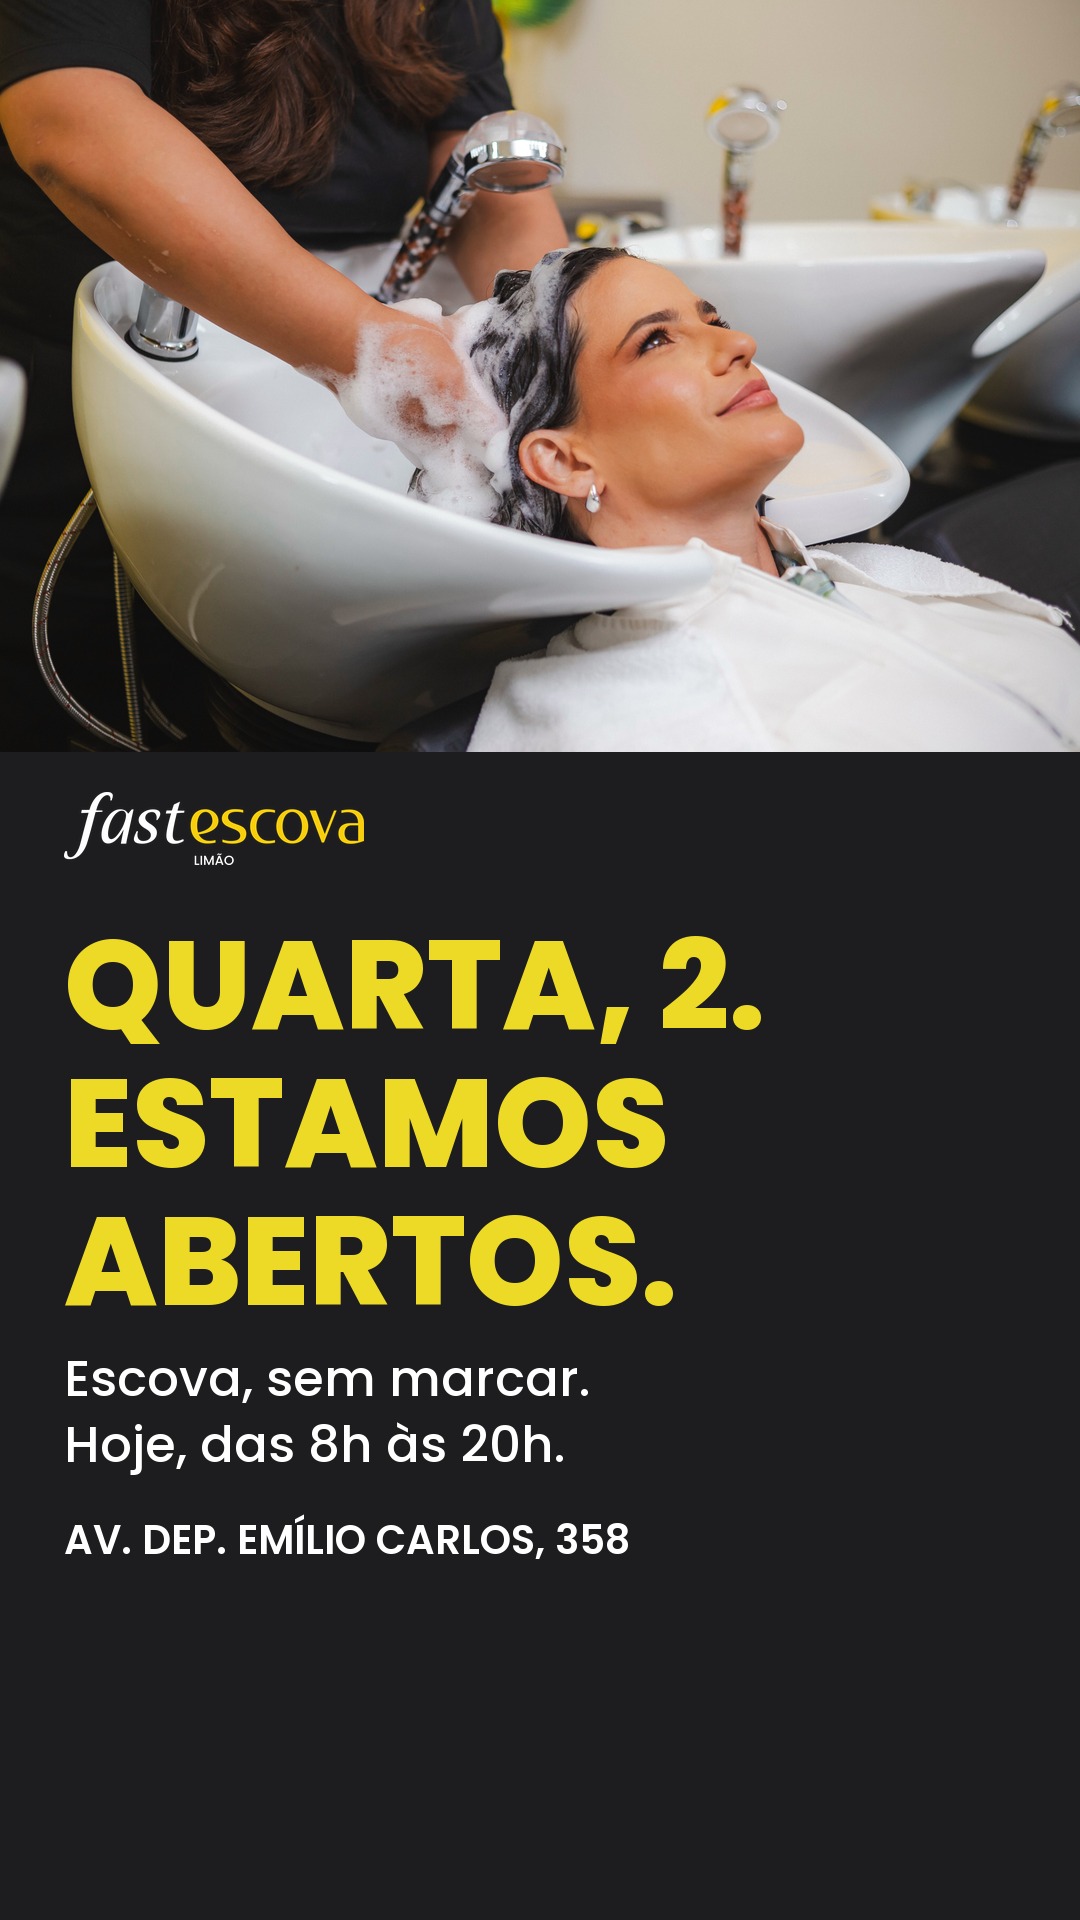 fastescova
LIMÃO
QUARTA, 2.
ESTAMOS
ABERTOS.
Escova, sem marcar.
Hoje, das 8h às 20h.
AV. DEP. EMÍLIO CARLOS, 358